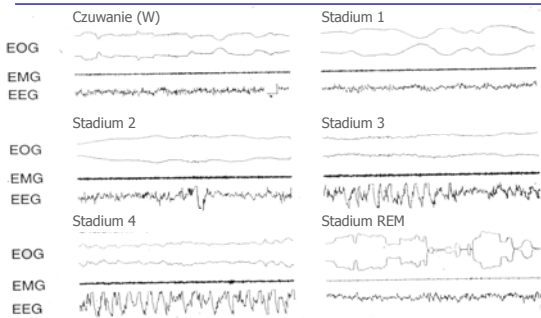 Czuwanie (W)
Stadium 1
EOG
EMG
EEG
Stadium 2
Stadium 3
EOG
EMG
EEG
Stadium 4
Stadium REM
EOG
EMG
EEG